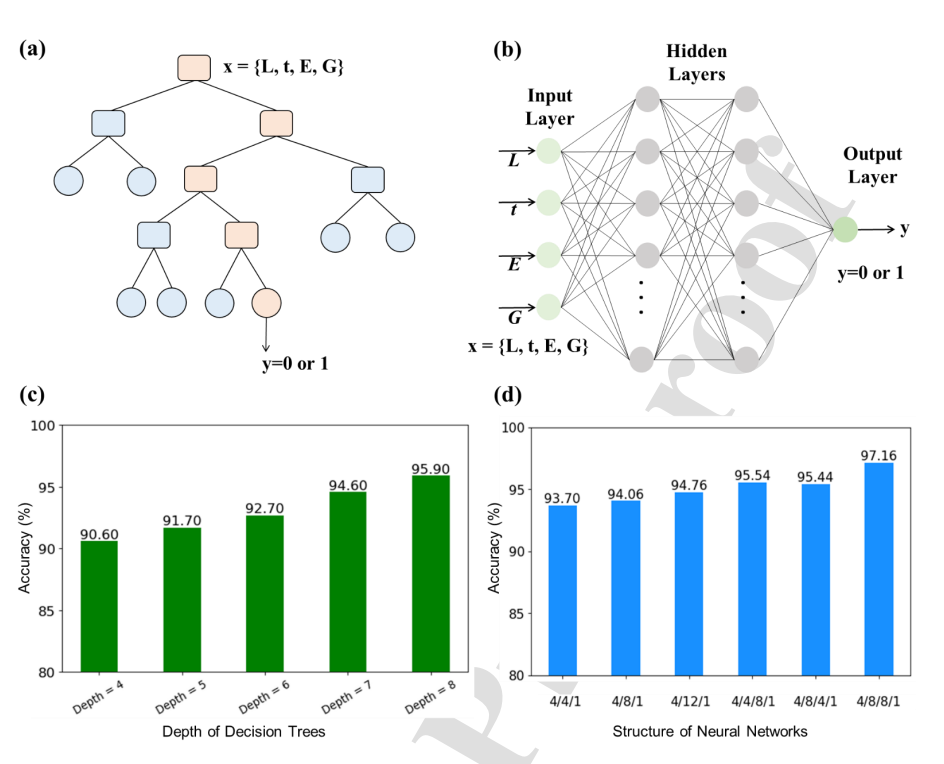 (a)
x = {L, t, E, G}
y=0 or 1
(b)
Hidden
Layers
Input
Layer
Output
Layer
L
t
E
G
x = {L, t, E, G}
y
y=0 or 1
(c)
Accuracy (%)
100
95
90
85
80
90.60
91.70
92.70
94.60
95.90
Depth = 4
Depth = 5
Depth = 6
Depth = 7
Depth = 8
Depth of Decision Trees
(d)
Accuracy (%)
100
95
90
85
80
93.70
94.06
94.76
95.54
95.44
97.16
4/4/1
4/8/1
4/12/1
4/4/8/1
4/8/4/1
4/8/8/1
Structure of Neural Networks